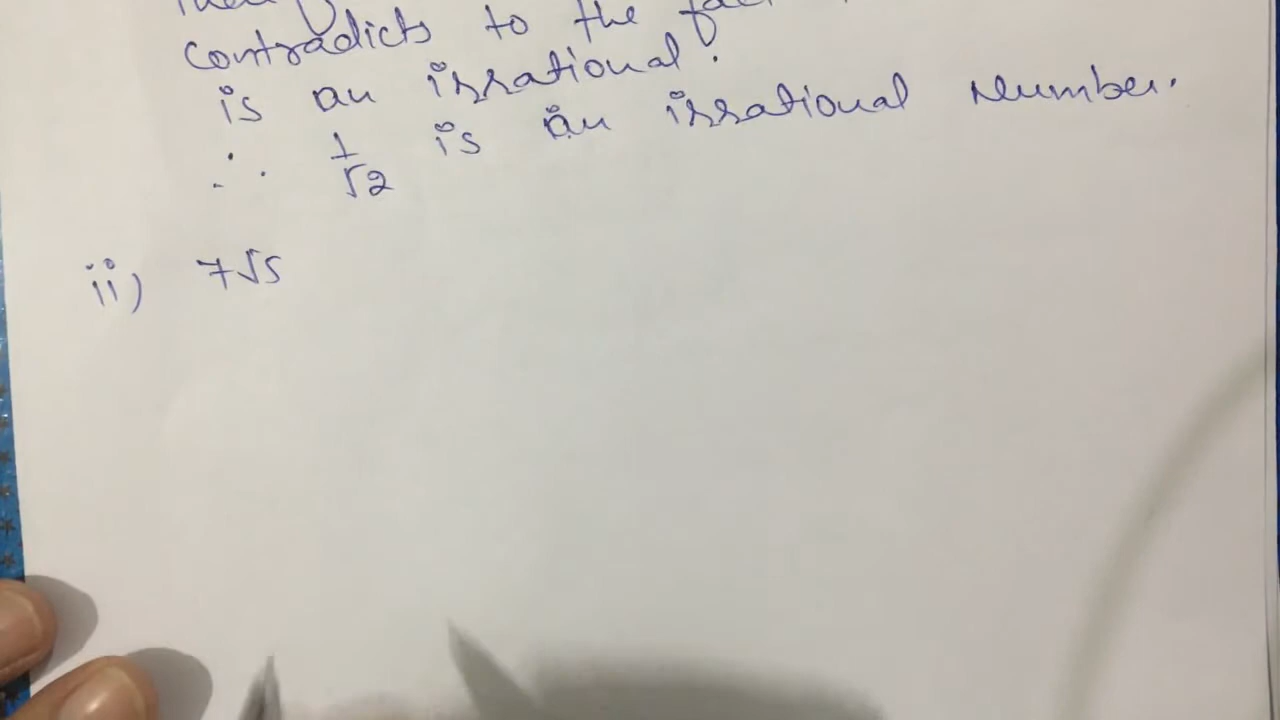 contradicts to the
is an irrational.
∴ 1/√2 is an irrational Number.
ii) 7√5